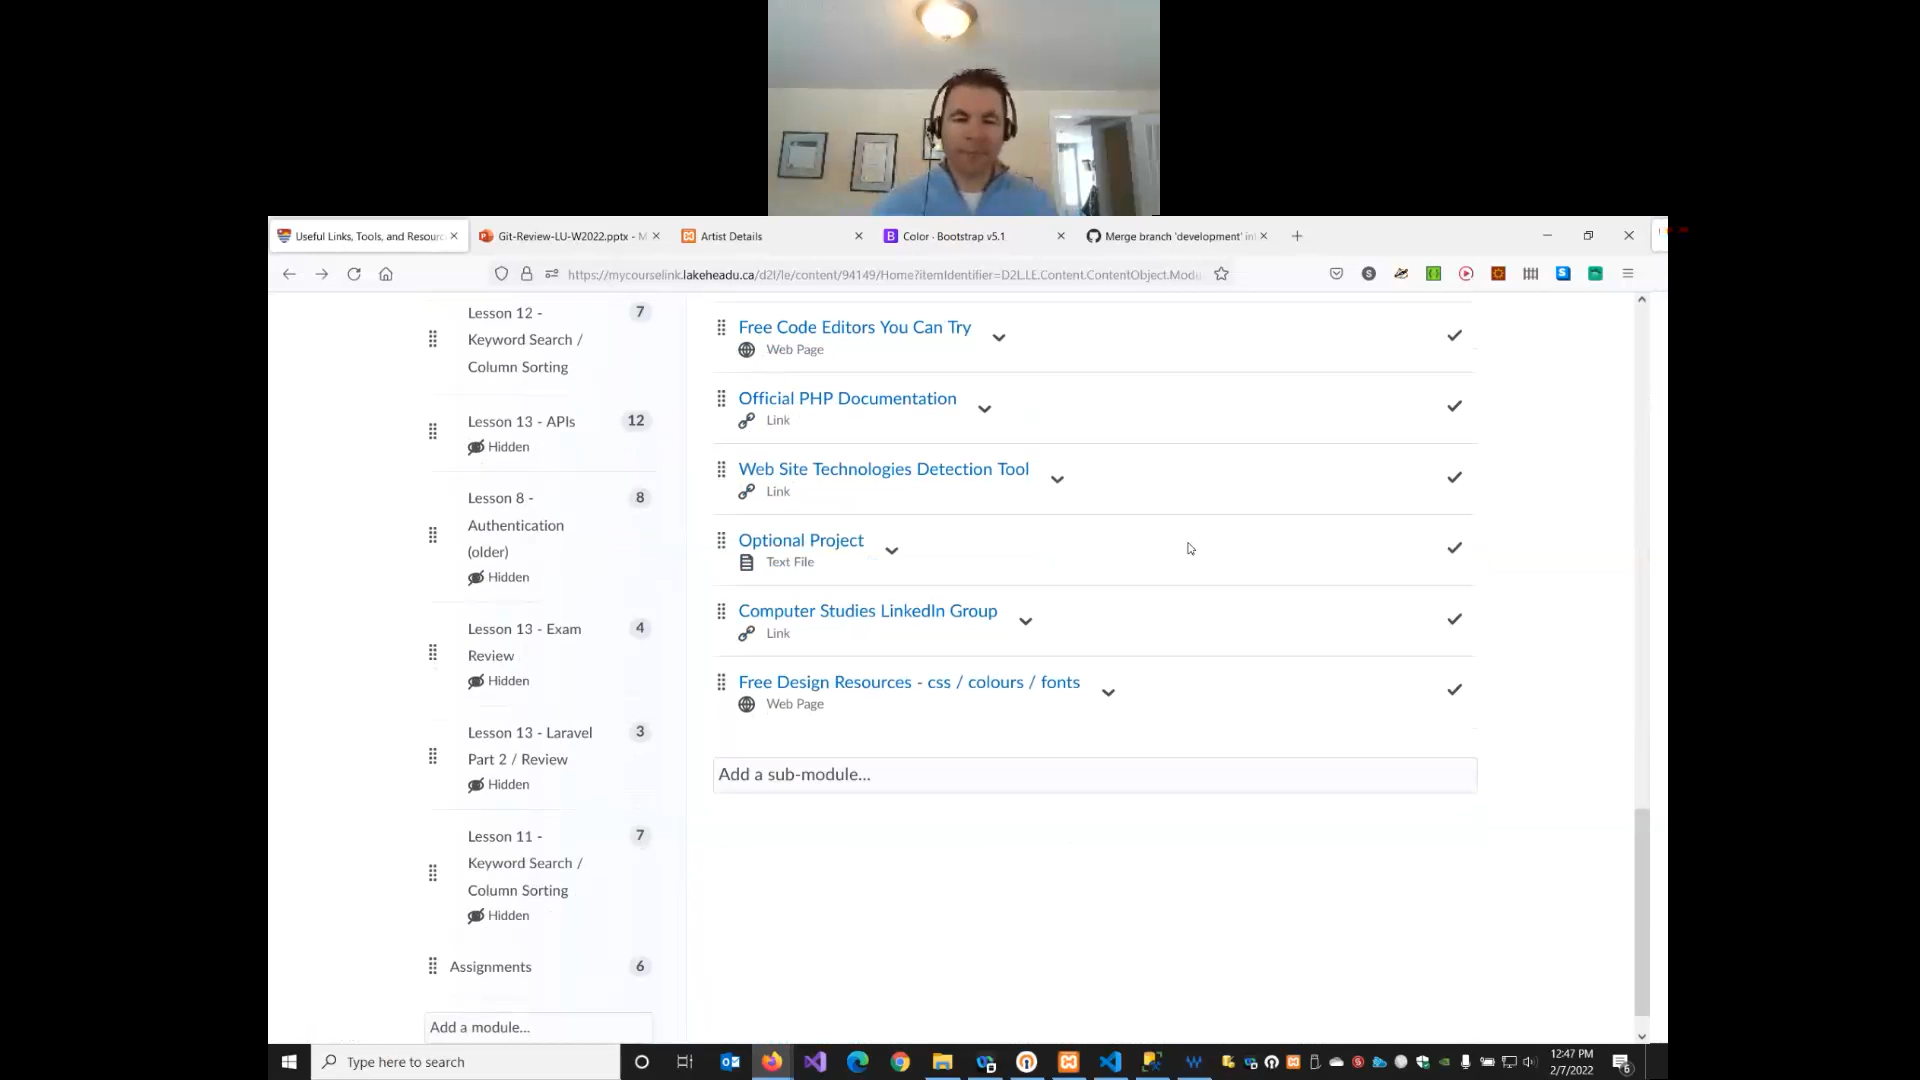 Useful Links, Tools, and Resourc
Git-Review-LU-W2022.pptx - M
Artist Details
Color · Bootstrap v5.1
Merge branch 'development' in
https://mycourselink.lakeheadu.ca/d2l/le/content/94149/Home?itemIdentifier=D2L.LE.Content.ContentObject.Modu
Lesson 12 -
Keyword Search /
Column Sorting
7
Lesson 13 - APIs
12
Hidden
Lesson 8 -
Authentication
(older)
8
Hidden
Lesson 13 - Exam
Review
4
Hidden
Lesson 13 - Laravel
Part 2 / Review
3
Hidden
Lesson 11 -
Keyword Search /
Column Sorting
7
Hidden
Assignments
6
Add a module...
Free Code Editors You Can Try
Web Page
Official PHP Documentation
Link
Web Site Technologies Detection Tool
Link
Optional Project
Text File
Computer Studies LinkedIn Group
Link
Free Design Resources - css / colours / fonts
Web Page
Add a sub-module...
Type here to search
12:47 PM
2/7/2022
6